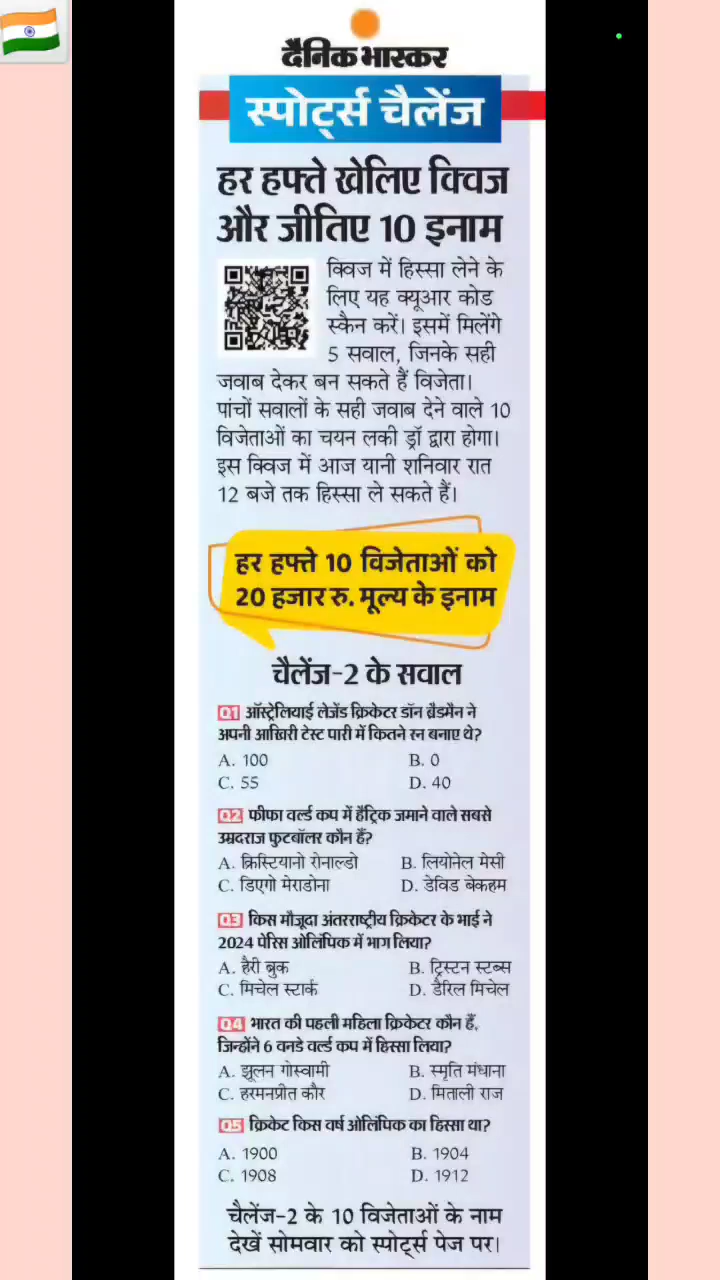 दैनिक भास्कर
स्पोर्ट्स चैलेंज
हर हफ्ते खेलिए क्विज
और जीतिए 10 इनाम
क्विज में हिस्सा लेने के
लिए यह क्यूआर कोड
स्कैन करें। इसमें मिलेंगे
5 सवाल, जिनके सही
जवाब देकर बन सकते हैं विजेता।
पांचों सवालों के सही जवाब देने वाले 10
विजेताओं का चयन लकी ड्रॉ द्वारा होगा।
इस क्विज में आज यानी शनिवार रात
12 बजे तक हिस्सा ले सकते हैं।
हर हफ्ते 10 विजेताओं को
20 हजार रु. मूल्य के इनाम
चैलेंज-2 के सवाल
Q1 ऑस्ट्रेलियाई लेजेंड क्रिकेटर डॉन ब्रैडमैन ने
अपनी आखिरी टेस्ट पारी में कितने रन बनाए थे?
A. 100 B. 0
C. 55 D. 40
Q2 फीफा वर्ल्ड कप में हैट्रिक जमाने वाले सबसे
उम्रदराज फुटबॉलर कौन हैं?
A. क्रिस्टियानो रोनाल्डो B. लियोनेल मेसी
C. डिएगो मेराडोना D. डेविड बेकहम
Q3 किस मौजूदा अंतरराष्ट्रीय क्रिकेटर के भाई ने
2024 पेरिस ओलिंपिक में भाग लिया?
A. हैरी ब्रुक B. ट्रिस्टन स्टब्स
C. मिचेल स्टार्क D. डैरिल मिचेल
Q4 भारत की पहली महिला क्रिकेटर कौन हैं,
जिन्होंने 6 वनडे वर्ल्ड कप में हिस्सा लिया?
A. झूलन गोस्वामी B. स्मृति मंधाना
C. हरमनप्रीत कौर D. मिताली राज
Q5 क्रिकेट किस वर्ष ओलिंपिक का हिस्सा था?
A. 1900 B. 1904
C. 1908 D. 1912
चैलेंज-2 के 10 विजेताओं के नाम
देखें सोमवार को स्पोर्ट्स पेज पर।